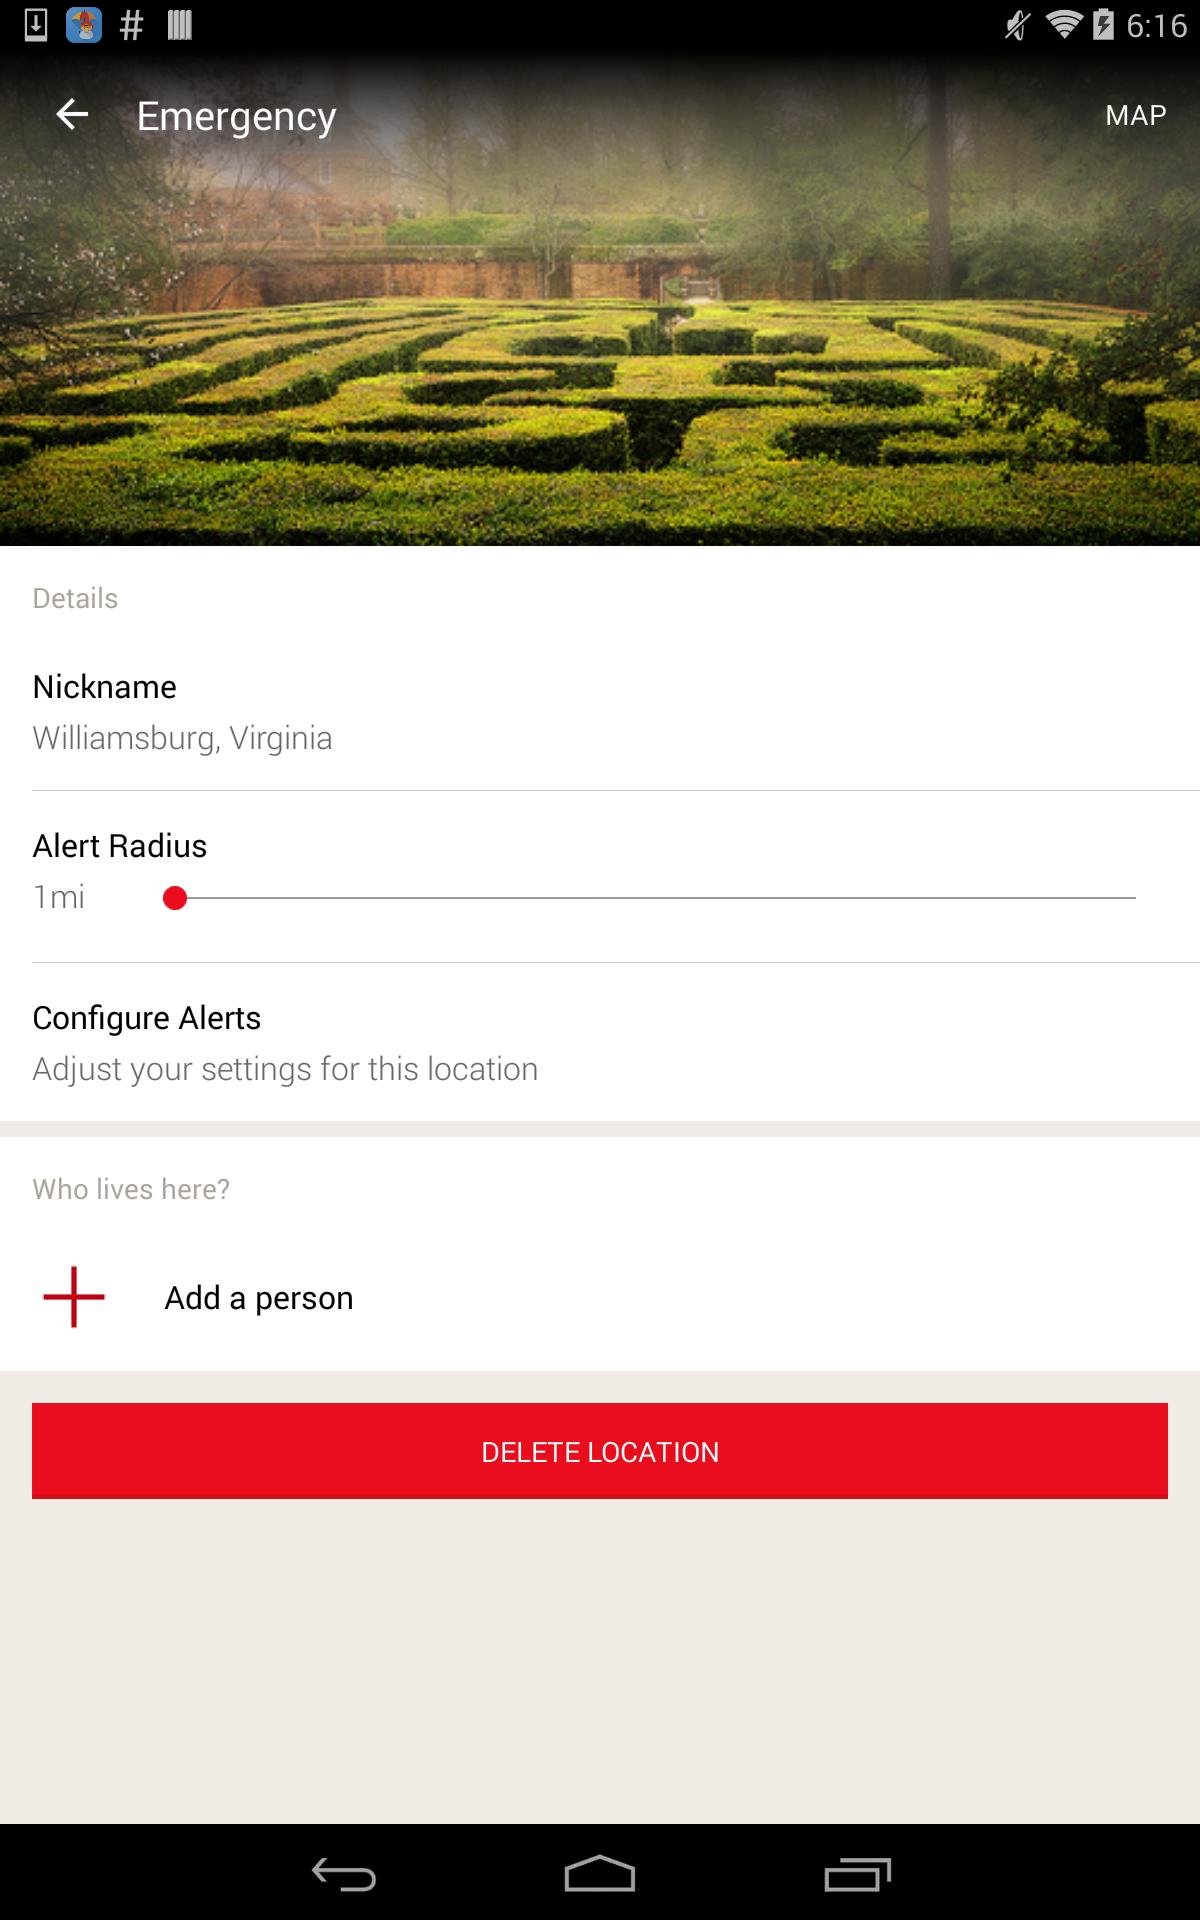 6:16
Emergency
MAP
Details
Nickname
Williamsburg, Virginia
Alert Radius
1mi
Configure Alerts
Adjust your settings for this location
Who lives here?
Add a person
DELETE LOCATION